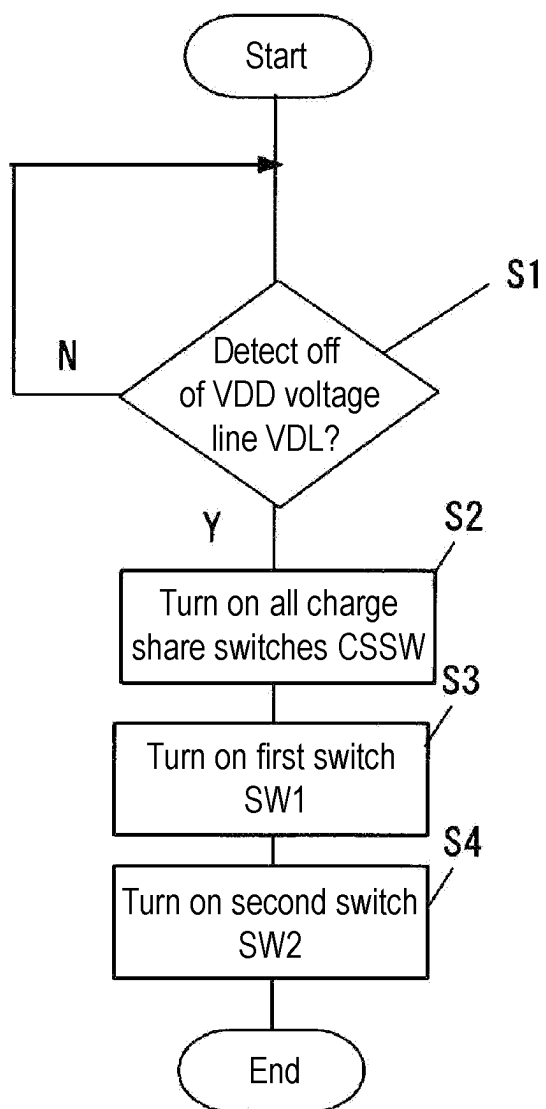 Start
S1
Detect off
of VDD voltage
line VDL?
N
Y
S2
Turn on all charge
share switches CSSW
S3
Turn on first switch
SW1
S4
Turn on second switch
SW2
End